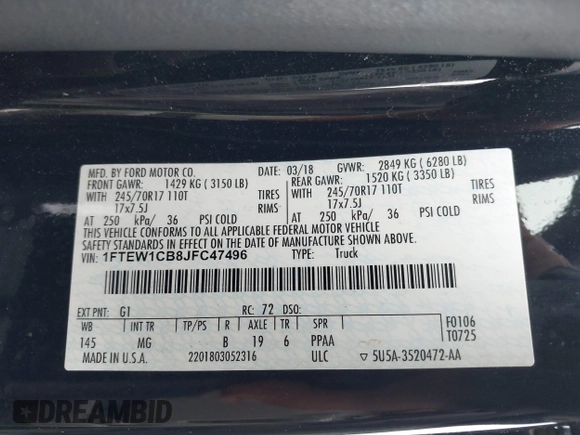 MFD. BY FORD MOTOR CO. DATE: 03/18 GVWR: 2849 KG ( 6280 LB)
FRONT GAWR: 1429 KG ( 3150 LB) REAR GAWR: 1520 KG ( 3350 LB)
WITH 245/70R17 110T TIRES WITH 245/70R17 110T TIRES
17x7.5J RIMS 17x7.5J RIMS
AT 250 kPa/ 36 PSI COLD AT 250 kPa/ 36 PSI COLD
THIS VEHICLE CONFORMS TO ALL APPLICABLE FEDERAL MOTOR VEHICLE
SAFETY STANDARDS IN EFFECT ON THE DATE OF MANUFACTURE SHOWN ABOVE.
VIN: 1FTEW1CB8JFC47496 TYPE: Truck
EXT PNT: G1 RC: 72 DSO: F0106
WB INT TR TP/PS R AXLE TR SPR T0725
145 MG B 19 6 PPAA
MADE IN U.S.A. 2201803052316 ULC ▽ 5U5A-3520472-AA
DREAMBID